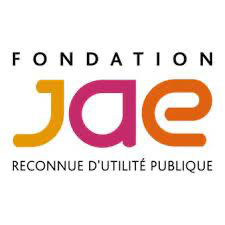 FONDATION
Jae
RECONNUE D'UTILITÉ PUBLIQUE